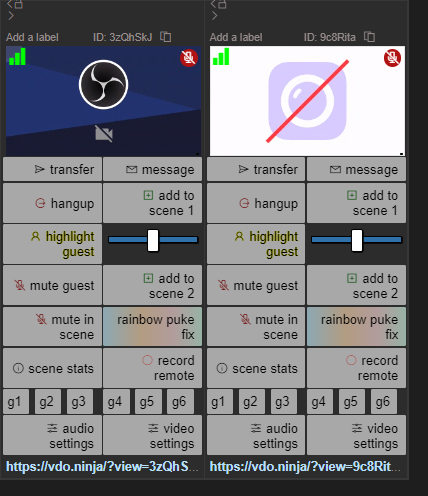 Add a label ID: 3zQhSkJ
transfer message
hangup add to
scene 1
highlight
guest
mute guest add to
scene 2
mute in
scene rainbow puke
fix
scene stats record
remote
g1 g2 g3 g4 g5 g6
audio
settings video
settings
https://vdo.ninja/?view=3zQhS...
Add a label ID: 9c8Rita
transfer message
hangup add to
scene 1
highlight
guest
mute guest add to
scene 2
mute in
scene rainbow puke
fix
scene stats record
remote
g1 g2 g3 g4 g5 g6
audio
settings video
settings
https://vdo.ninja/?view=9c8Rit...